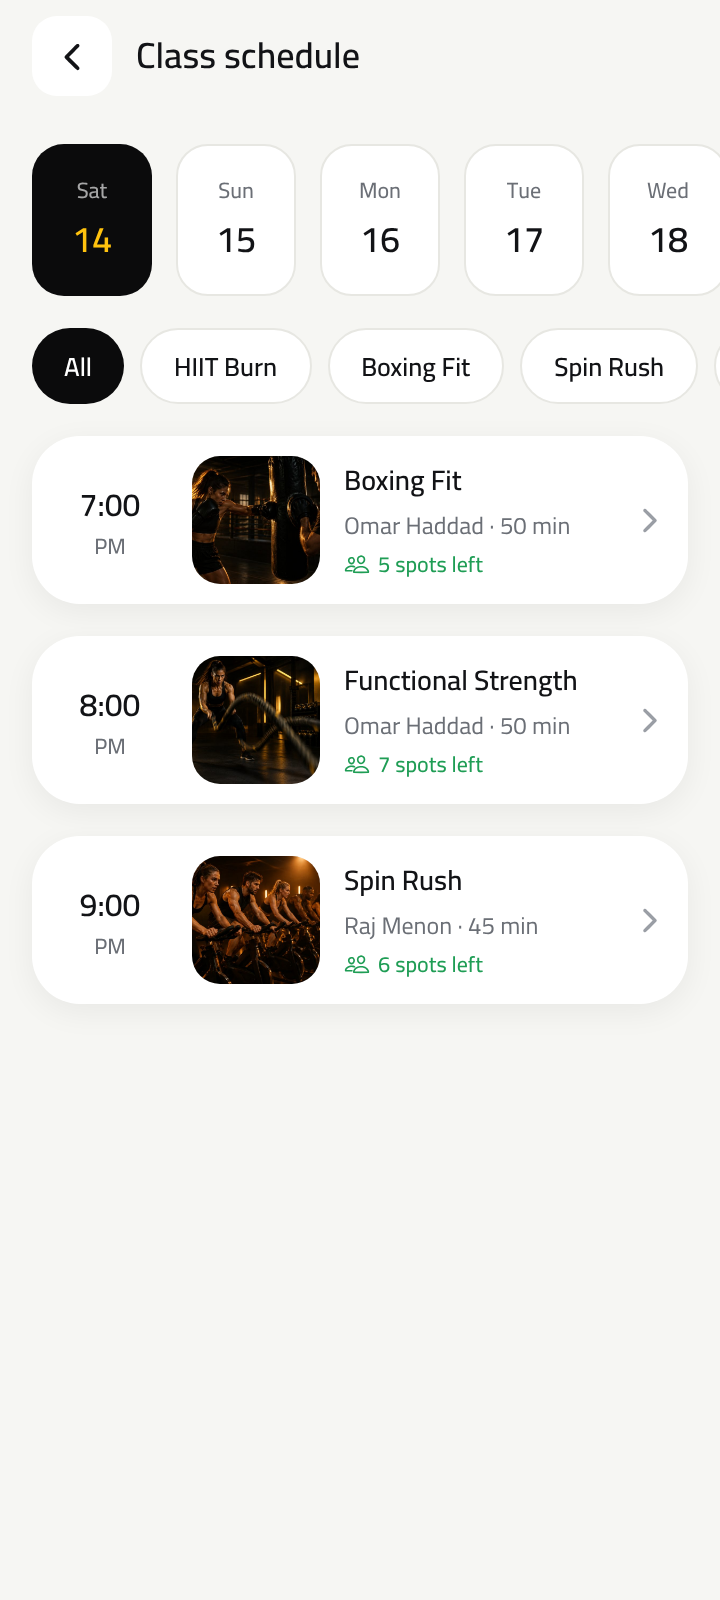 Class schedule
Sat
14
Sun
15
Mon
16
Tue
17
Wed
18
All
HIIT Burn
Boxing Fit
Spin Rush
7:00
PM
Boxing Fit
Omar Haddad · 50 min
5 spots left
8:00
PM
Functional Strength
Omar Haddad · 50 min
7 spots left
9:00
PM
Spin Rush
Raj Menon · 45 min
6 spots left